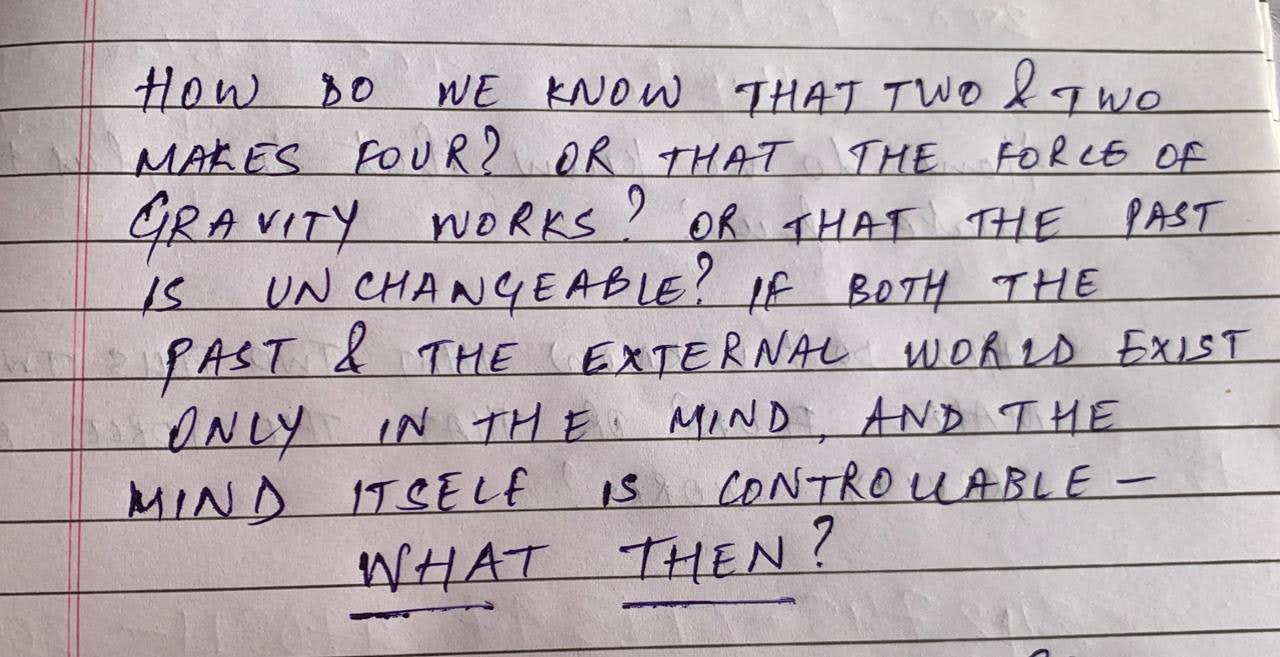 HOW DO WE KNOW THAT TWO & TWO
MAKES FOUR? OR THAT THE FORCE OF
GRAVITY WORKS? OR THAT THE PAST
IS UNCHANGEABLE? IF BOTH THE
PAST & THE EXTERNAL WORLD EXIST
ONLY IN THE MIND, AND THE
MIND ITSELF IS CONTROLLABLE –
WHAT THEN?